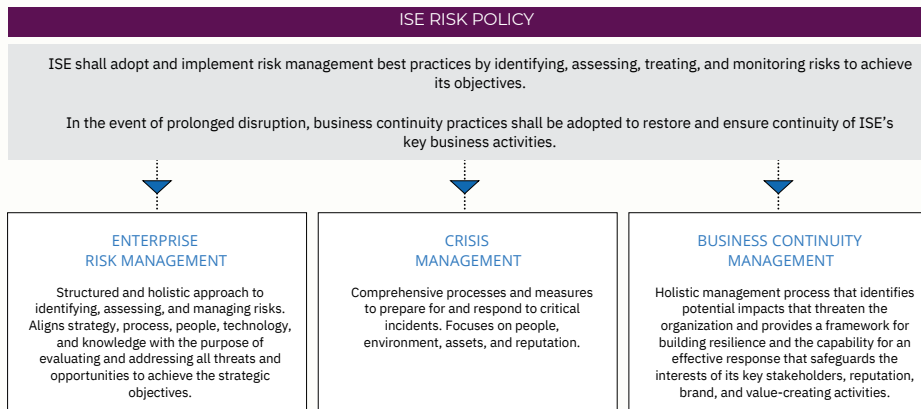 ISE RISK POLICY
ISE shall adopt and implement risk management best practices by identifying, assessing, treating, and monitoring risks to achieve
its objectives.
In the event of prolonged disruption, business continuity practices shall be adopted to restore and ensure continuity of ISE's
key business activities.
ENTERPRISE
RISK MANAGEMENT
Structured and holistic approach to
identifying, assessing, and managing risks.
Aligns strategy, process, people, technology,
and knowledge with the purpose of
evaluating and addressing all threats and
opportunities to achieve the strategic
objectives.
CRISIS
MANAGEMENT
Comprehensive processes and measures
to prepare for and respond to critical
incidents. Focuses on people,
environment, assets, and reputation.
BUSINESS CONTINUITY
MANAGEMENT
Holistic management process that identifies
potential impacts that threaten the
organization and provides a framework for
building resilience and the capability for an
effective response that safeguards the
interests of its key stakeholders, reputation,
brand, and value-creating activities.